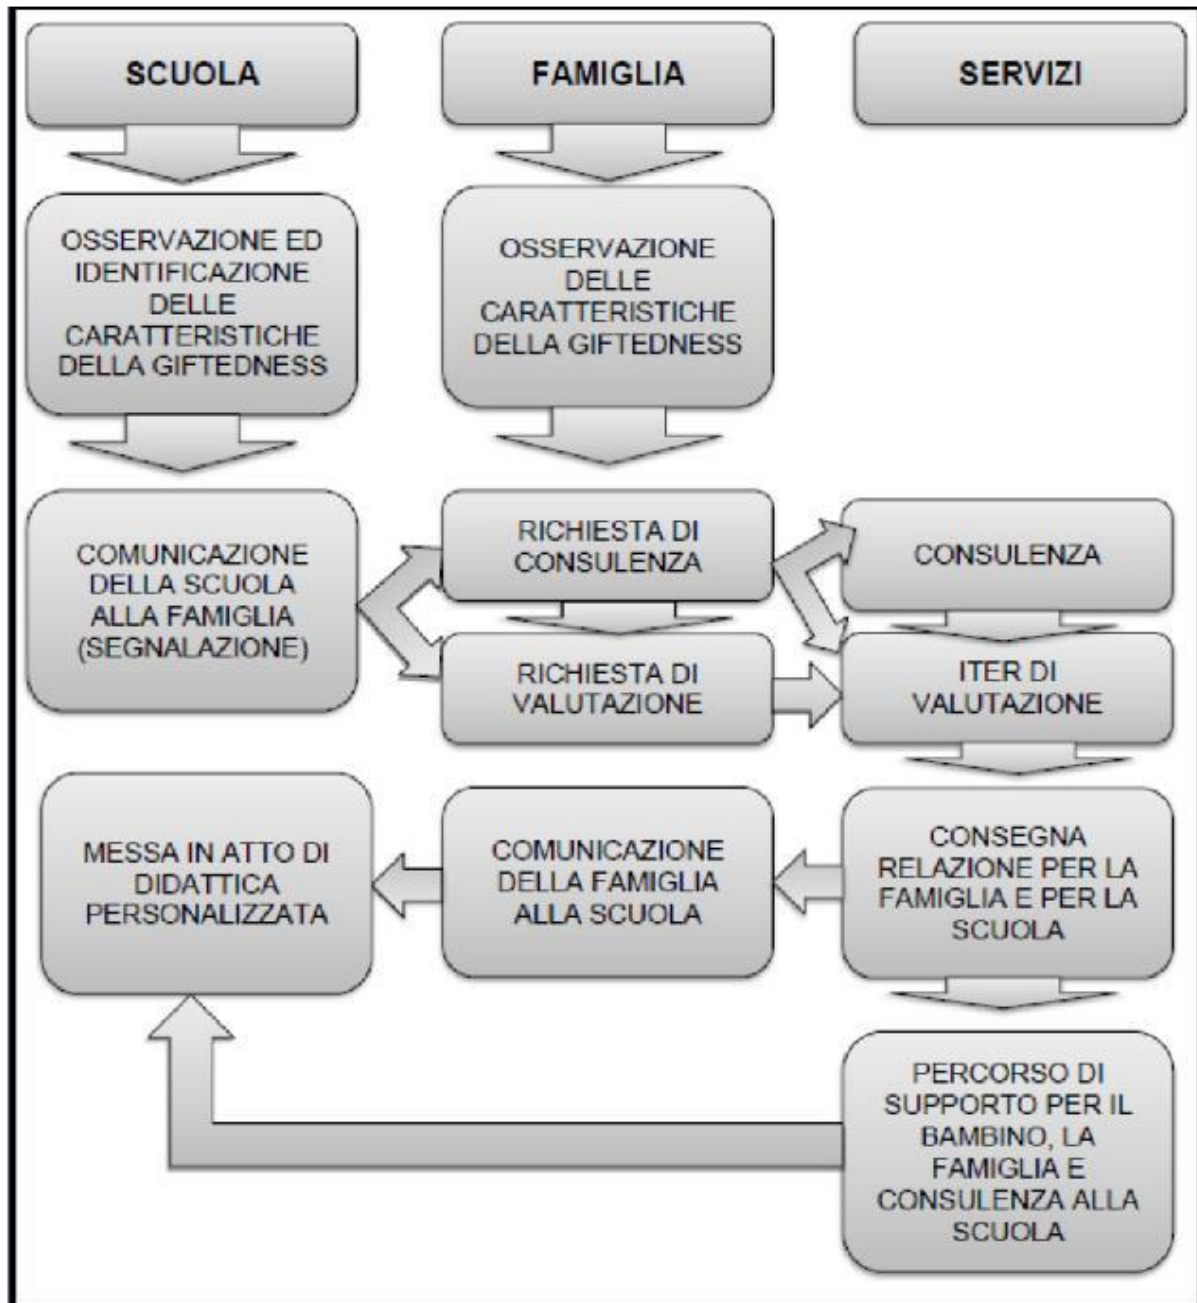 SCUOLA
FAMIGLIA
SERVIZI
OSSERVAZIONE ED
IDENTIFICAZIONE
DELLE
CARATTERISTICHE
DELLA GIFTEDNESS
OSSERVAZIONE
DELLE
CARATTERISTICHE
DELLA GIFTEDNESS
COMUNICAZIONE
DELLA SCUOLA
ALLA FAMIGLIA
(SEGNALAZIONE)
RICHIESTA DI
CONSULENZA
CONSULENZA
RICHIESTA DI
VALUTAZIONE
ITER DI
VALUTAZIONE
MESSA IN ATTO DI
DIDATTICA
PERSONALIZZATA
COMUNICAZIONE
DELLA FAMIGLIA
ALLA SCUOLA
CONSEGNA
RELAZIONE PER LA
FAMIGLIA E PER LA
SCUOLA
PERCORSO DI
SUPPORTO PER IL
BAMBINO, LA
FAMIGLIA E
CONSULENZA ALLA
SCUOLA